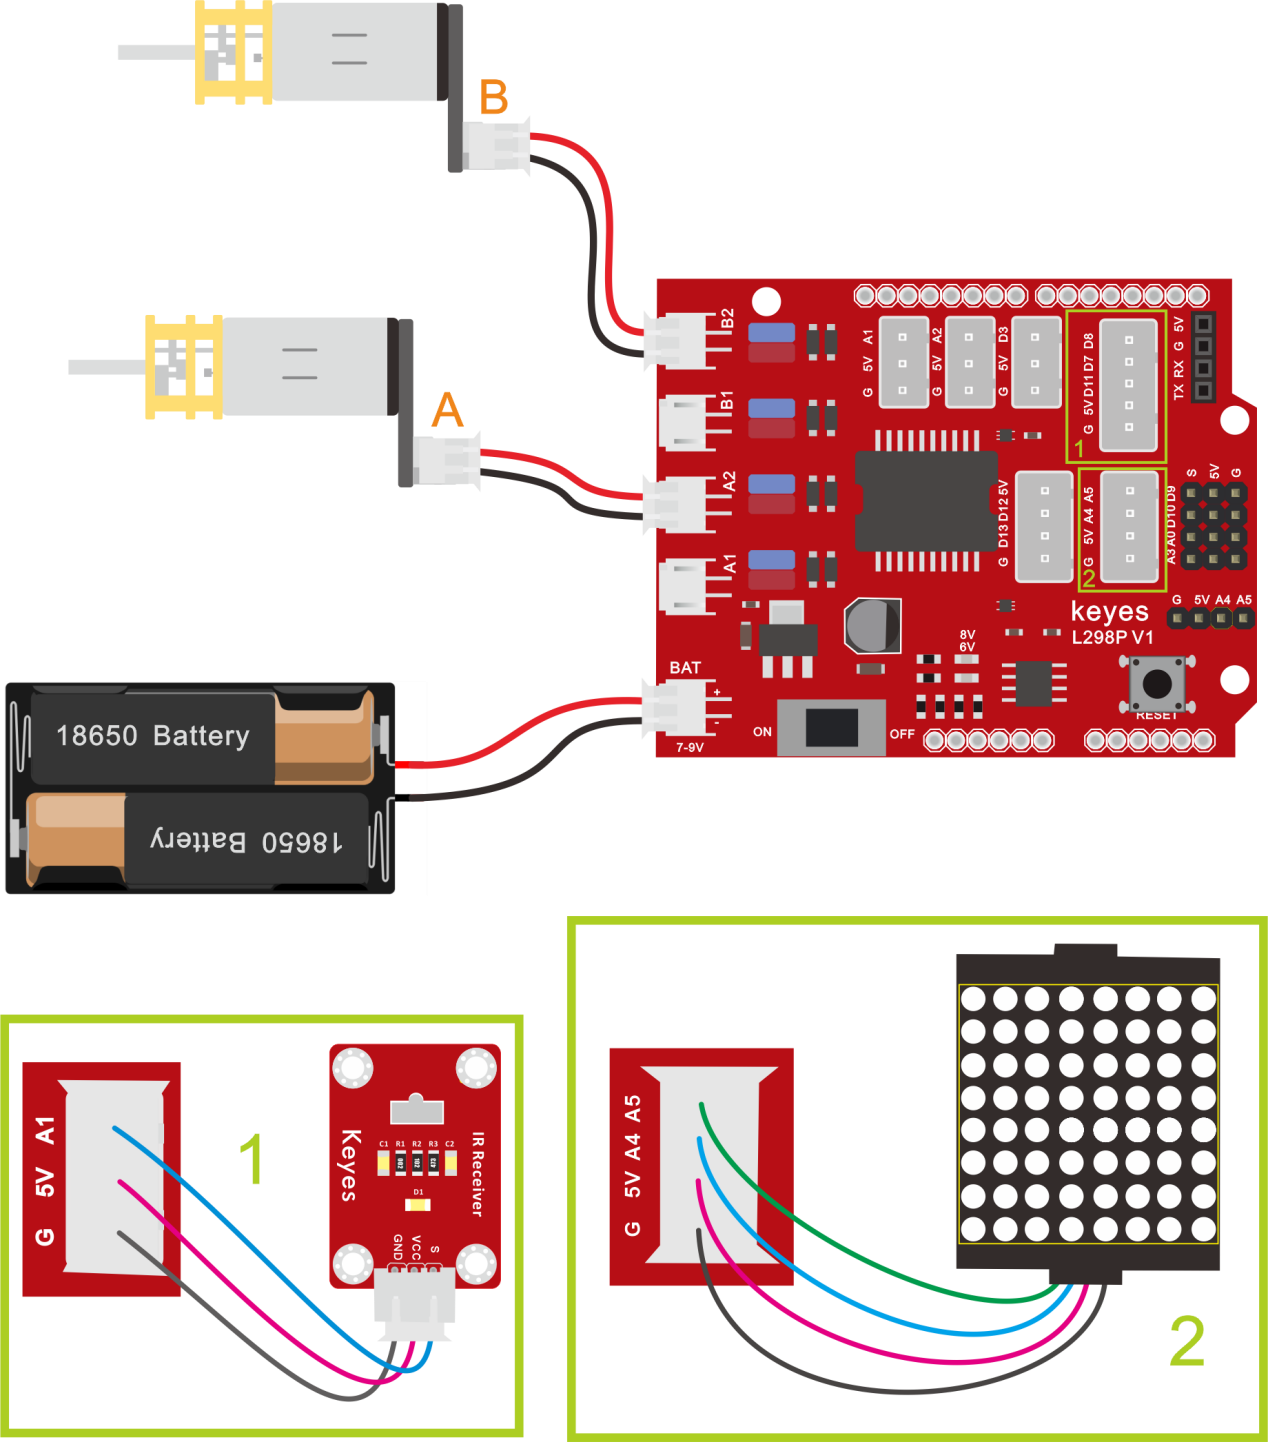 B
A
B2
B1
A2
A1
A1
5V
G
A2
5V
G
D3
5V
G
D8
D7
D11
5V
G
1
5V
G
RX
TX
5V
D12
D13
G
A5
A4
5V
G
2
S 5V G
D9
D10
A0
A3
G 5V A4 A5
keyes
L298P V1
8V
6V
RESET
BAT
+
-
7-9V
ON OFF
18650 Battery
18650 Battery
A1
5V
G
1
Keyes
IR Receiver
C1 R1 R2 R3 C2
D1
GND VCC S
A5
A4
5V
G
2